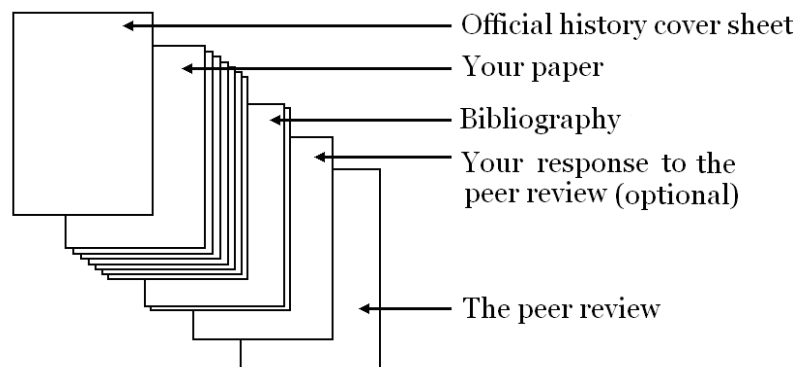 Official history cover sheet
Your paper
Bibliography
Your response to the
peer review (optional)
The peer review